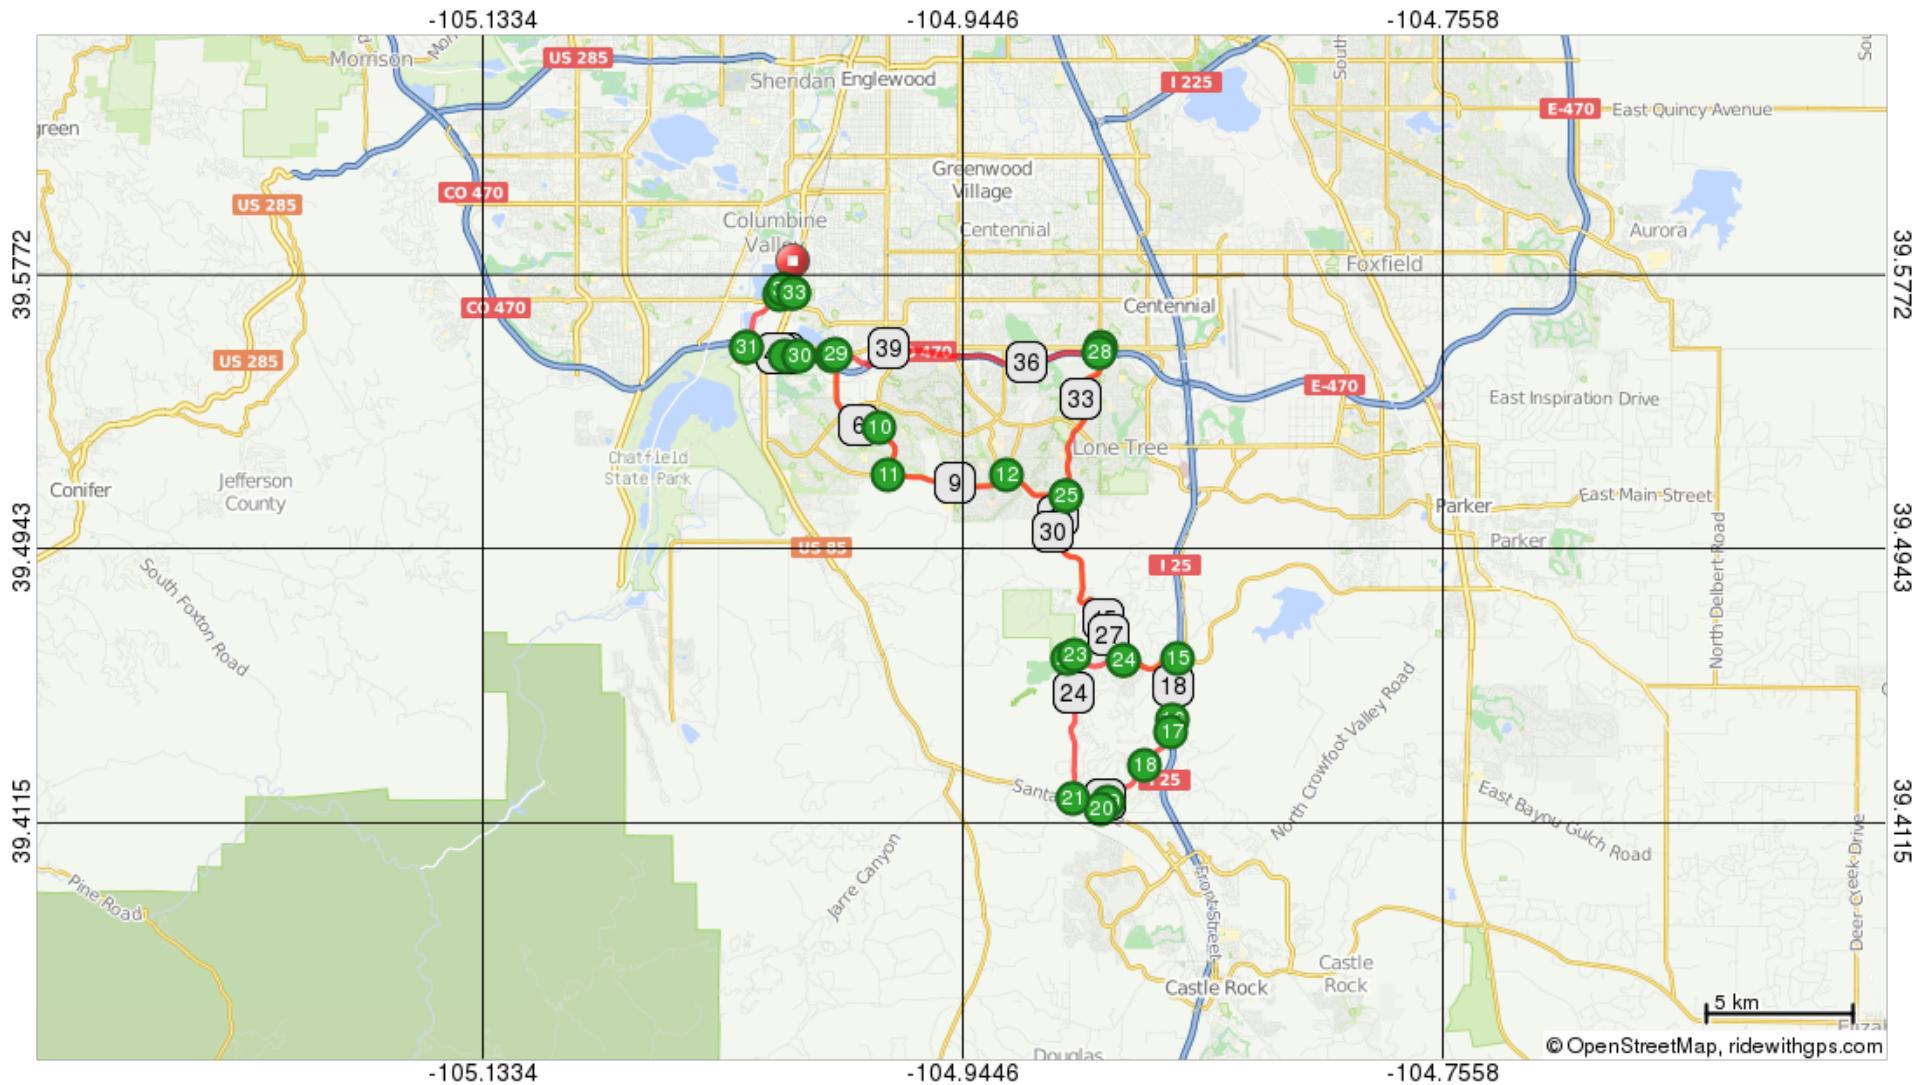 -105.1334
-104.9446
-104.7558
Morrison
US 285
Sheridan
Englewood
I 225
E-470
East Quincy Avenue
green
Greenwood
Village
CO 470
US 285
Columbine
Valley
Centennial
Aurora
39.5772
Foxfield
39.5772
33
CO 470
Centennial
31
30
29
39
470
36
28
US 285
E-470
33
East Inspiration Drive
6
10
Lone Tree
Chatfield
State Park
Jefferson
County
Conifer
11
9
12
25
East Main Street
Parker
30
39.4943
US 85
Parker
39.4943
I 25
South Foxton Road
North Delbert Road
15
27
23
24
15
24
18
17
North Crowfoot Valley Road
18
I 25
21
20
Santa
East Bayou Gulch Road
39.4115
39.4115
Jarre Canyon
Pine Road
Front Street
Deer Creek Drive
Castle
Rock
Castle Rock
5 km
Douglas
© OpenStreetMap, ridewithgps.com
-105.1334
-104.9446
-104.7558